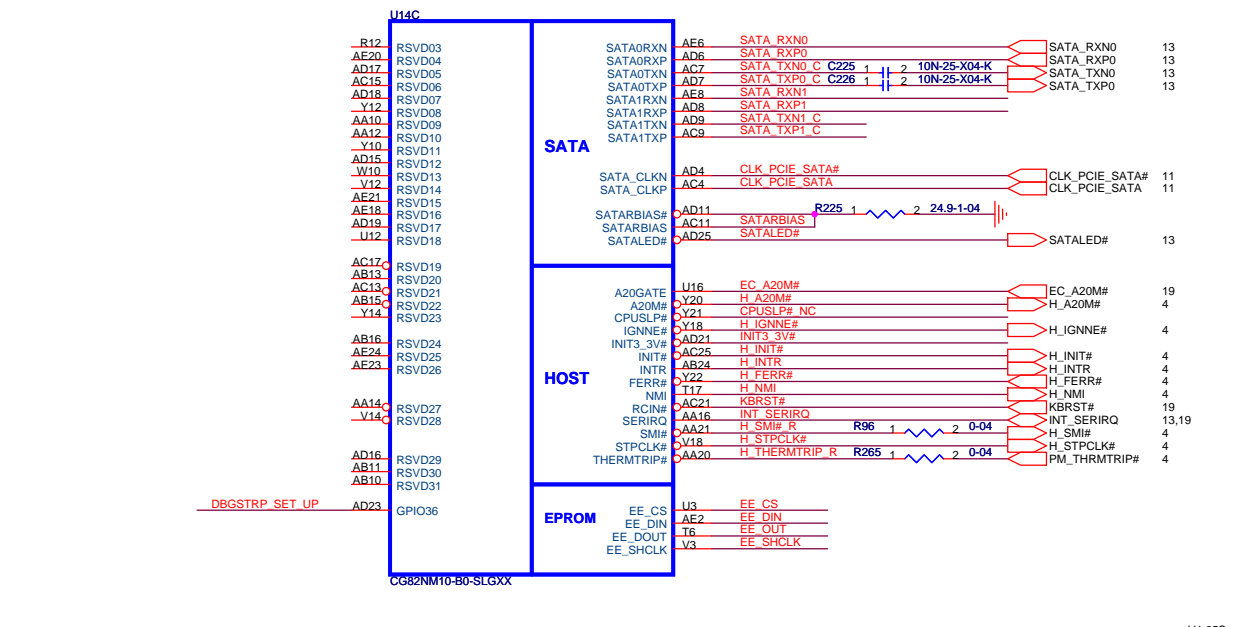 U14C
R12 RSVD03 SATA0RXN AE6 SATA_RXN0 SATA_RXN0 13
AE20 RSVD04 SATA0RXP AD6 SATA_RXP0 SATA_RXP0 13
AD17 RSVD05 SATA0TXN AC7 SATA_TXN0_C C225 1 2 10N-25-X04-K SATA_TXN0 13
AC15 RSVD06 SATA0TXP AD7 SATA_TXP0_C C226 1 2 10N-25-X04-K SATA_TXP0 13
AD18 RSVD07 SATA1RXN AE8 SATA_RXN1
Y12 RSVD08 SATA1RXP AD8 SATA_RXP1
AA10 RSVD09 SATA1TXN AD9 SATA_TXN1_C
AA12 RSVD10 SATA1TXP AC9 SATA_TXP1_C
Y10 RSVD11 SATA
AD15 RSVD12
W10 RSVD13 SATA_CLKN AD4 CLK_PCIE_SATA# CLK_PCIE_SATA# 11
V12 RSVD14 SATA_CLKP AC4 CLK_PCIE_SATA CLK_PCIE_SATA 11
AE21 RSVD15
AE18 RSVD16 SATARBIAS# AD11 R225 1 2 24.9-1-04
AD19 RSVD17 SATARBIAS AC11 SATARBIAS
U12 RSVD18 SATALED# AD25 SATALED# SATALED# 13
AC17 RSVD19
AB13 RSVD20
AC13 RSVD21 A20GATE U16 EC_A20M# EC_A20M# 19
AB15 RSVD22 A20M# Y20 H_A20M# H_A20M# 4
Y14 RSVD23 CPUSLP# Y21 CPUSLP#_NC
IGNNE# Y18 H_IGNNE# H_IGNNE# 4
AB16 RSVD24 INIT3_3V# AD21 INIT3_3V#
AE24 RSVD25 INIT# AC25 H_INIT# H_INIT# 4
AE23 RSVD26 INTR AB24 H_INTR H_INTR 4
HOST FERR# Y22 H_FERR# H_FERR# 4
NMI T17 H_NMI H_NMI 4
AA14 RSVD27 RCIN# AC21 KBRST# KBRST# 19
V14 RSVD28 SERIRQ AA16 INT_SERIRQ INT_SERIRQ 13,19
SMI# AA21 H_SMI#_R R96 1 2 0-04 H_SMI# 4
STPCLK# V18 H_STPCLK# H_STPCLK# 4
AD16 RSVD29 THERMTRIP# AA20 H_THERMTRIP_R R265 1 2 0-04 PM_THRMTRIP# 4
AB11 RSVD30
AB10 RSVD31
DBGSTRP_SET_UP AD23 GPIO36 EE_CS U3 EE_CS
EPROM EE_DIN AE2 EE_DIN
EE_DOUT T6 EE_OUT
EE_SHCLK V3 EE_SHCLK
CG82NM10-B0-SLGXX